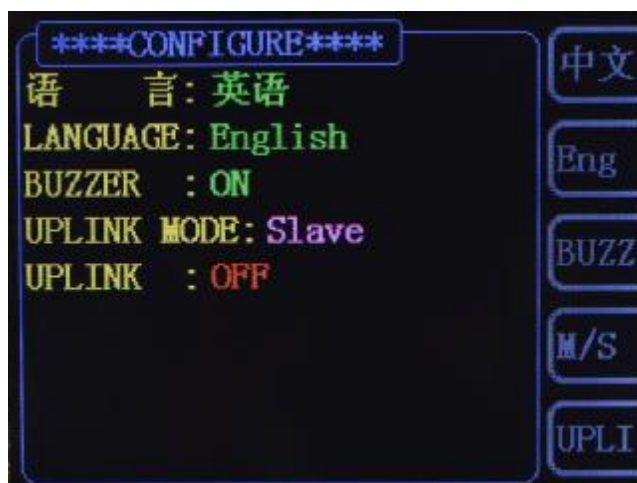 ****CONFIGURE****
语 言: 英语
LANGUAGE: English
BUZZER : ON
UPLINK MODE: Slave
UPLINK : OFF
中文
Eng
BUZZ
M/S
UPLI